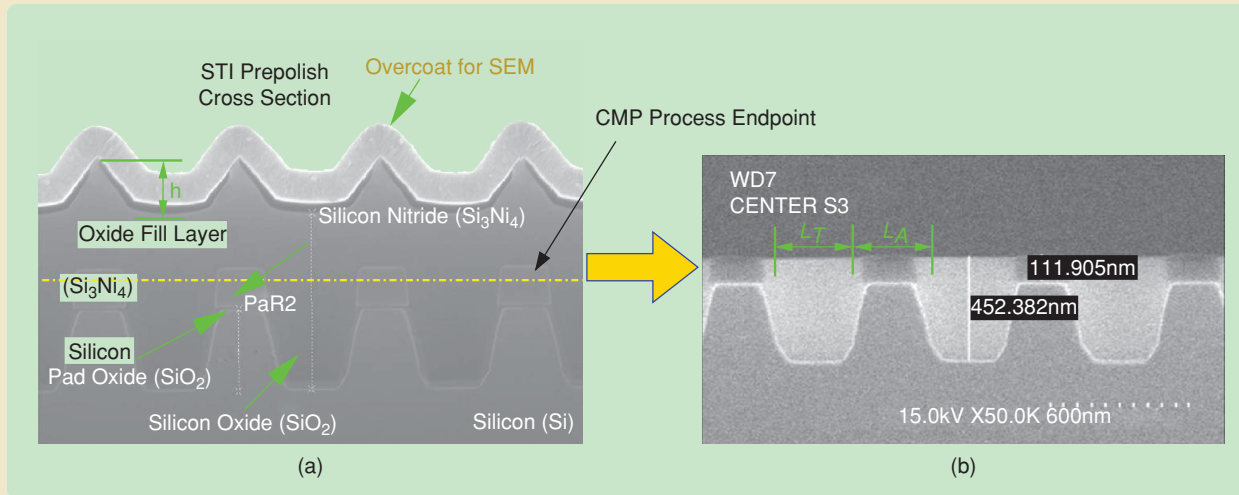 STI Prepolish
Cross Section
Overcoat for SEM
CMP Process Endpoint
h
Silicon Nitride (Si3Ni4)
Oxide Fill Layer
(Si3Ni4)
PaR2
Silicon
Pad Oxide (SiO2)
Silicon Oxide (SiO2)
Silicon (Si)
(a)
WD7
CENTER S3
LT
LA
111.905nm
452.382nm
15.0kV X50.0K 600nm
(b)